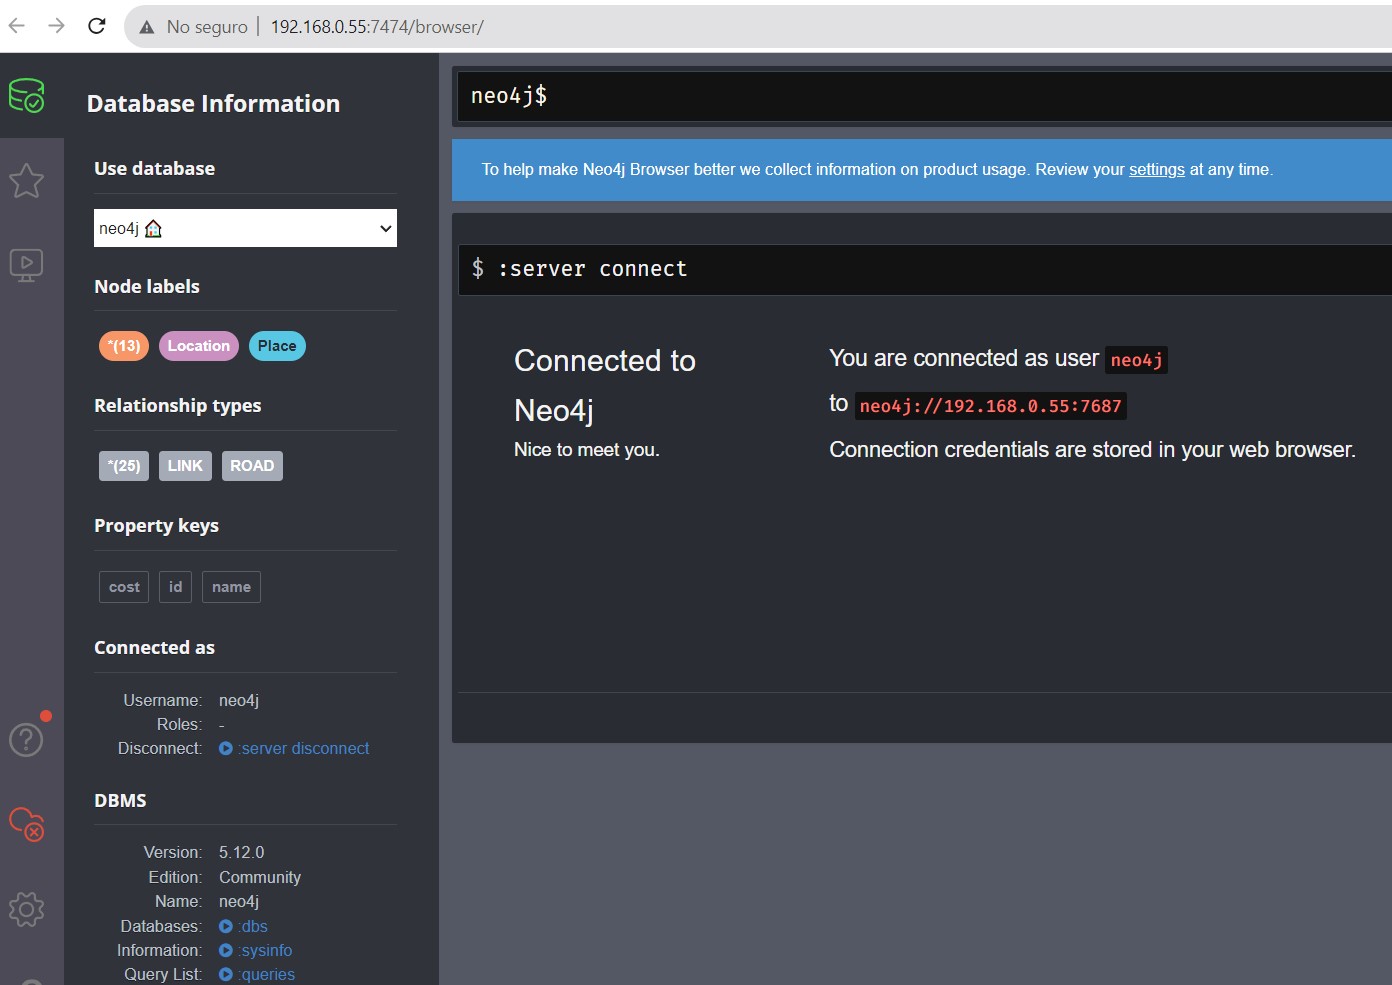 No seguro | 192.168.0.55:7474/browser/
Database Information
Use database
neo4j
Node labels
*(13) Location Place
Relationship types
*(25) LINK ROAD
Property keys
cost id name
Connected as
Username: neo4j
Roles: -
Disconnect: :server disconnect
DBMS
Version: 5.12.0
Edition: Community
Name: neo4j
Databases: :dbs
Information: :sysinfo
Query List: :queries
neo4j$
To help make Neo4j Browser better we collect information on product usage. Review your settings at any time.
$ :server connect
Connected to
Neo4j
Nice to meet you.
You are connected as user neo4j
to neo4j://192.168.0.55:7687
Connection credentials are stored in your web browser.